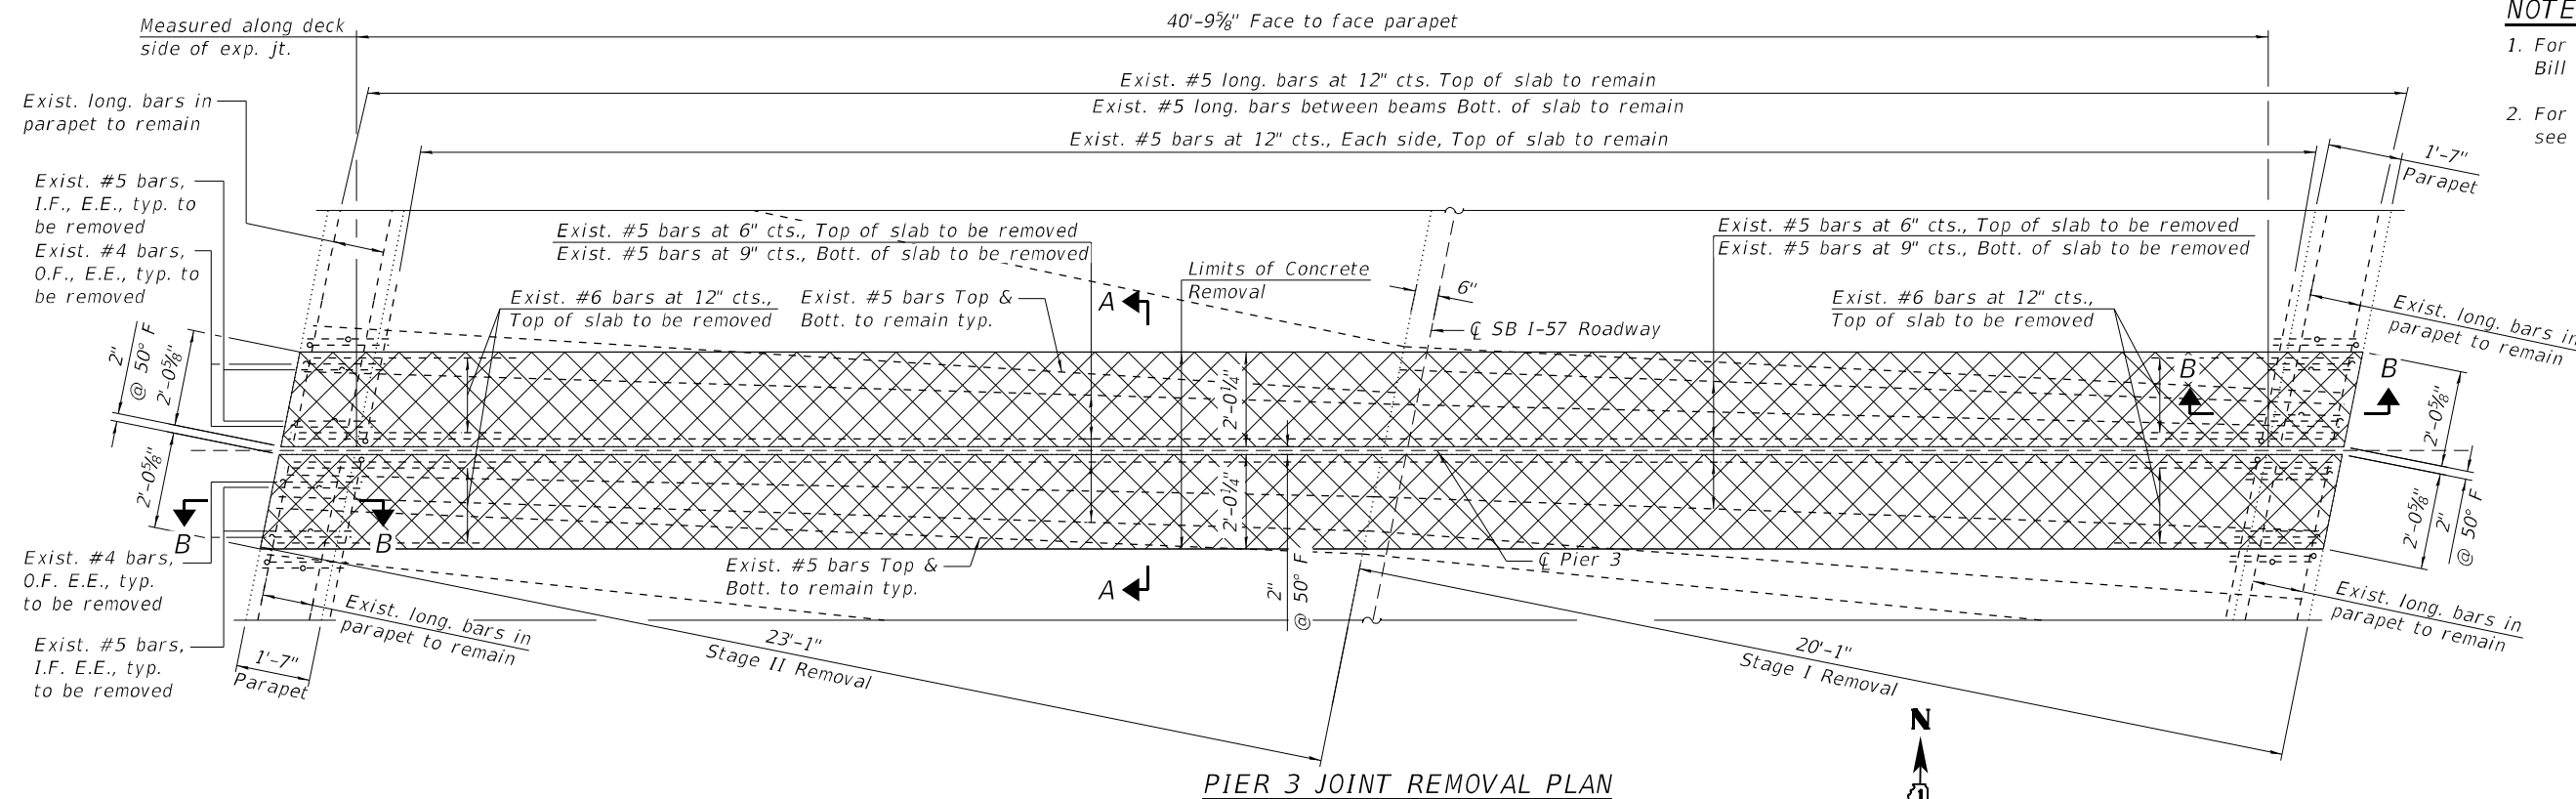 Measured along deck
side of exp. jt.
40'-9⅝" Face to face parapet
NOTE
1. For
Bill
2. For
see
Exist. #5 long. bars at 12" cts. Top of slab to remain
Exist. #5 long. bars between beams Bott. of slab to remain
Exist. #5 bars at 12" cts., Each side, Top of slab to remain
Exist. long. bars in
parapet to remain
1'-7"
Parapet
Exist. #5 bars,
I.F., E.E., typ. to
be removed
Exist. #4 bars,
O.F., E.E., typ. to
be removed
Exist. #5 bars at 6" cts., Top of slab to be removed
Exist. #5 bars at 9" cts., Bott. of slab to be removed
Exist. #5 bars at 6" cts., Top of slab to be removed
Exist. #5 bars at 9" cts., Bott. of slab to be removed
Limits of Concrete
Removal
6"
Exist. #6 bars at 12" cts.,
Top of slab to be removed
Exist. #5 bars Top &
Bott. to remain typ.
A
℄ SB I-57 Roadway
Exist. #6 bars at 12" cts.,
Top of slab to be removed
Exist. long. bars in
parapet to remain
2"
@ 50° F
2'-0⅝"
2'-0⅝"
2'-0¼"
2'-0¼"
B
B
2'-0⅝"
2'-0⅝"
2"
@ 50° F
B
B
Exist. #4 bars,
O.F. E.E., typ.
to be removed
Exist. #5 bars Top &
Bott. to remain typ.
A
2"
@ 50° F
℄ Pier 3
Exist. long. bars in
parapet to remain
Exist. long. bars in
parapet to remain
Exist. #5 bars,
I.F. E.E., typ.
to be removed
1'-7"
Parapet
23'-1"
Stage II Removal
20'-1"
Stage I Removal
N
PIER 3 JOINT REMOVAL PLAN